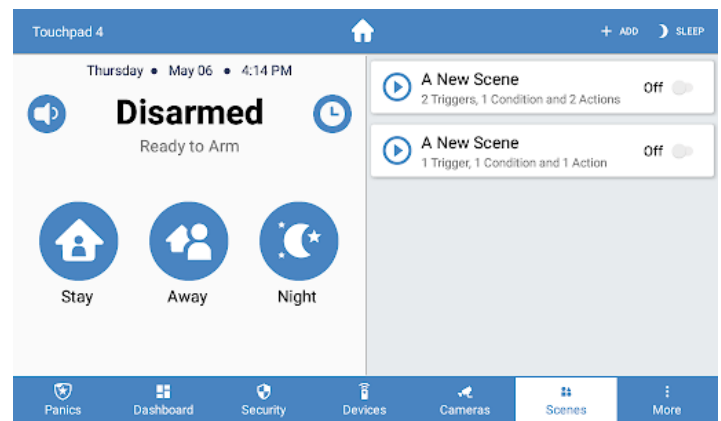 Touchpad 4
+ ADD
SLEEP
Thursday • May 06 • 4:14 PM
Disarmed
Ready to Arm
Stay
Away
Night
A New Scene
2 Triggers, 1 Condition and 2 Actions
Off
A New Scene
1 Trigger, 1 Condition and 1 Action
Off
Panics
Dashboard
Security
Devices
Cameras
Scenes
More